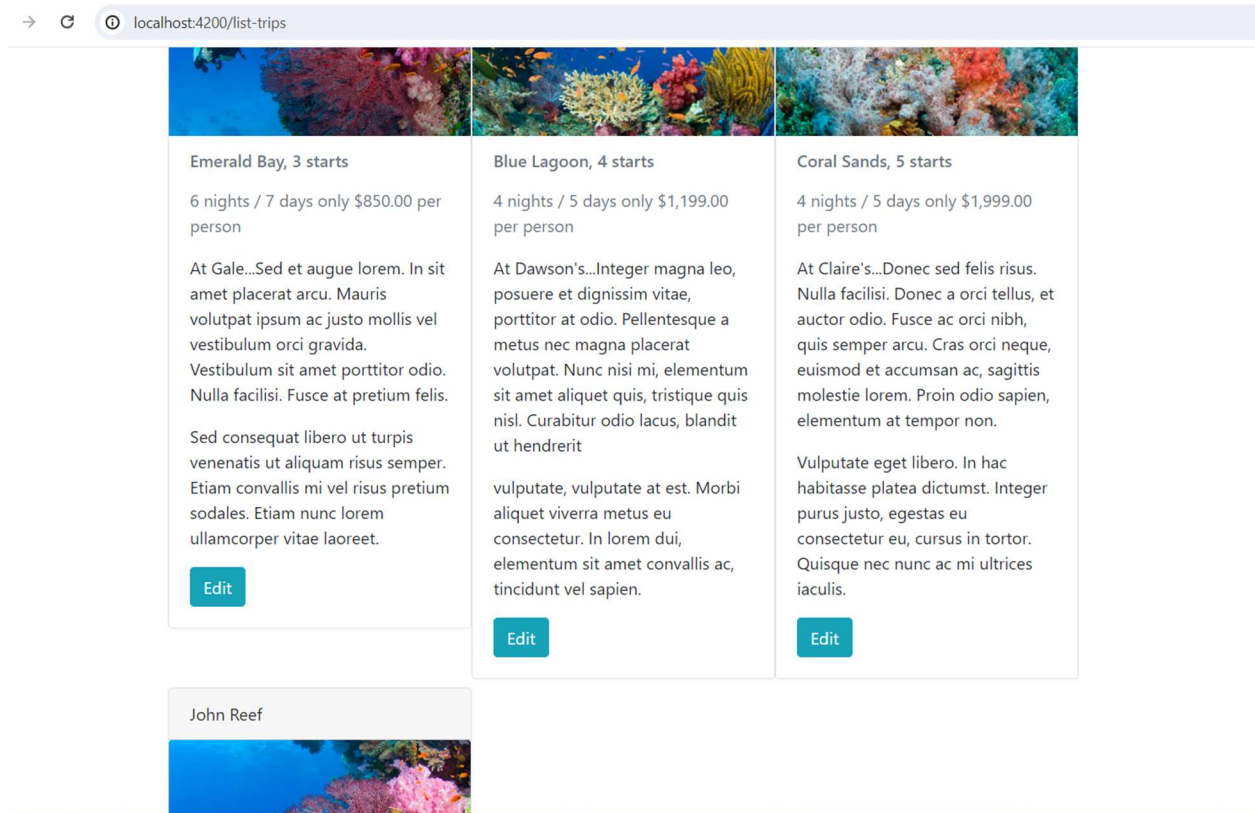 localhost:4200/list-trips
Emerald Bay, 3 starts
6 nights / 7 days only $850.00 per
person
At Gale...Sed et augue lorem. In sit
amet placerat arcu. Mauris
volutpat ipsum ac justo mollis vel
vestibulum orci gravida.
Vestibulum sit amet porttitor odio.
Nulla facilisi. Fusce at pretium felis.
Sed consequat libero ut turpis
venenatis ut aliquam risus semper.
Etiam convallis mi vel risus pretium
sodales. Etiam nunc lorem
ullamcorper vitae laoreet.
Edit
Blue Lagoon, 4 starts
4 nights / 5 days only $1,199.00
per person
At Dawson's...Integer magna leo,
posuere et dignissim vitae,
porttitor at odio. Pellentesque a
metus nec magna placerat
volutpat. Nunc nisi mi, elementum
sit amet aliquet quis, tristique quis
nisl. Curabitur odio lacus, blandit
ut hendrerit
vulputate, vulputate at est. Morbi
aliquet viverra metus eu
consectetur. In lorem dui,
elementum sit amet convallis ac,
tincidunt vel sapien.
Edit
Coral Sands, 5 starts
4 nights / 5 days only $1,999.00
per person
At Claire's...Donec sed felis risus.
Nulla facilisi. Donec a orci tellus, et
auctor odio. Fusce ac orci nibh,
quis semper arcu. Cras orci neque,
euismod et accumsan ac, sagittis
molestie lorem. Proin odio sapien,
elementum at tempor non.
Vulputate eget libero. In hac
habitasse platea dictumst. Integer
purus justo, egestas eu
consectetur eu, cursus in tortor.
Quisque nec nunc ac mi ultrices
iaculis.
Edit
John Reef